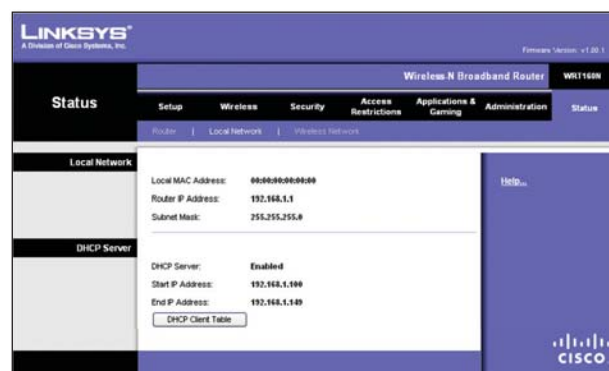 LINKSYS®
A Division of Cisco Systems, Inc.
Firmware Version: v1.20.1
Wireless-N Broadband Router WRT160N
Status
Setup Wireless Security Access Restrictions Applications & Gaming Administration Status
Router | Local Network | Wireless Network
Local Network
Local MAC Address: 00:00:00:00:00:00
Help...
Router IP Address: 192.168.1.1
Subnet Mask: 255.255.255.0
DHCP Server
DHCP Server: Enabled
Start IP Address: 192.168.1.100
End IP Address: 192.168.1.149
DHCP Client Table
CISCO